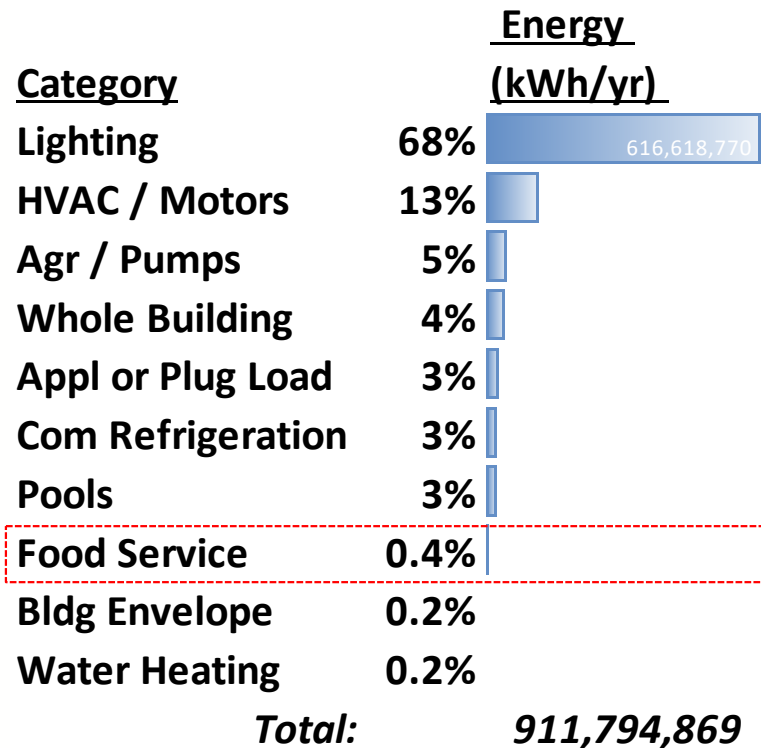 Energy
Category (kWh/yr)
Lighting 68% 616,618,770
HVAC / Motors 13%
Agr / Pumps 5%
Whole Building 4%
Appl or Plug Load 3%
Com Refrigeration 3%
Pools 3%
Food Service 0.4%
Bldg Envelope 0.2%
Water Heating 0.2%
Total: 911,794,869